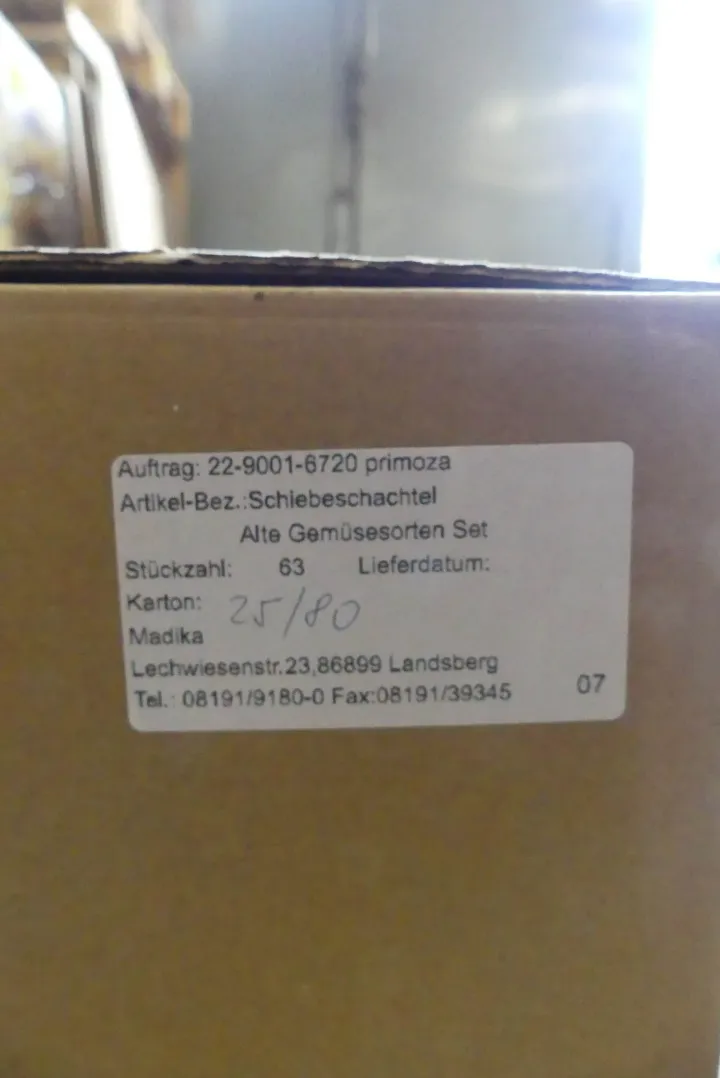 Auftrag: 22-9001-6720 primoza
Artikel-Bez.:Schiebeschachtel
Alte Gemüsesorten Set
Stückzahl: 63 Lieferdatum:
Karton: 25/80
Madika
Lechwiesenstr.23,86899 Landsberg
Tel.: 08191/9180-0 Fax:08191/39345 07